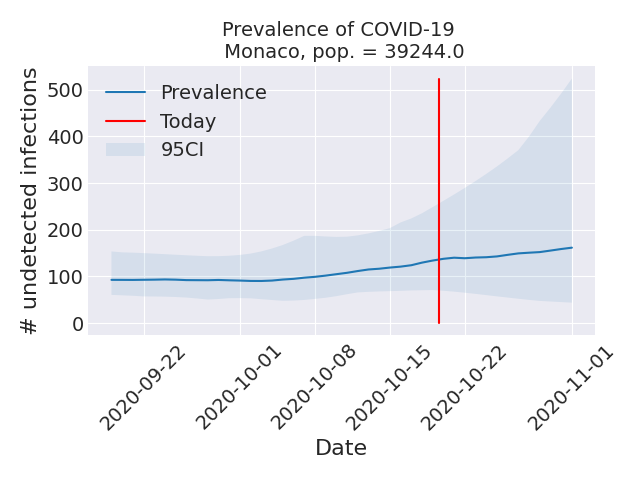 Prevalence of COVID-19
Monaco, pop. = 39244.0
# undetected infections
500
400
300
200
100
0
Prevalence
Today
95CI
2020-09-22
2020-10-01
2020-10-08
2020-10-15
2020-10-22
2020-11-01
Date